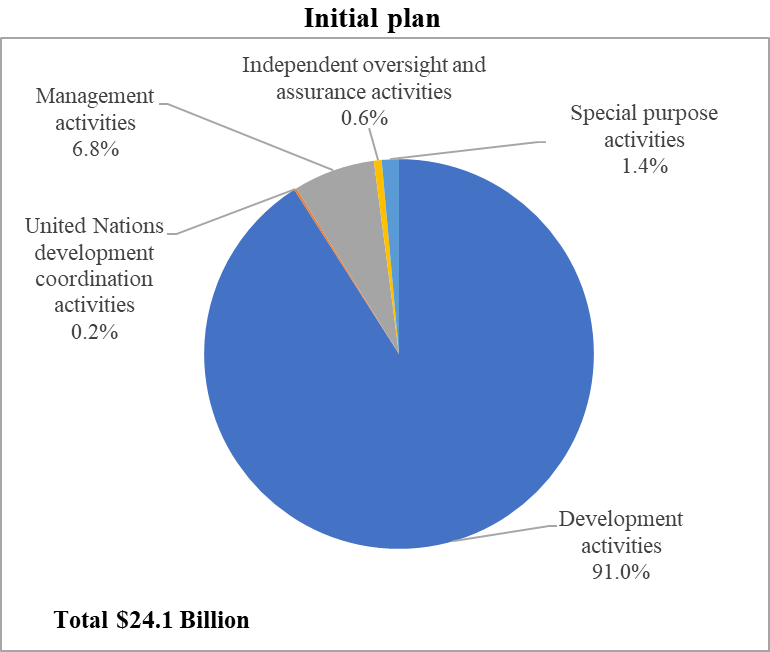 Initial plan
Independent oversight and
assurance activities
0.6%
Management
activities
6.8%
Special purpose
activities
1.4%
United Nations
development
coordination
activities
0.2%
Development
activities
91.0%
Total $24.1 Billion